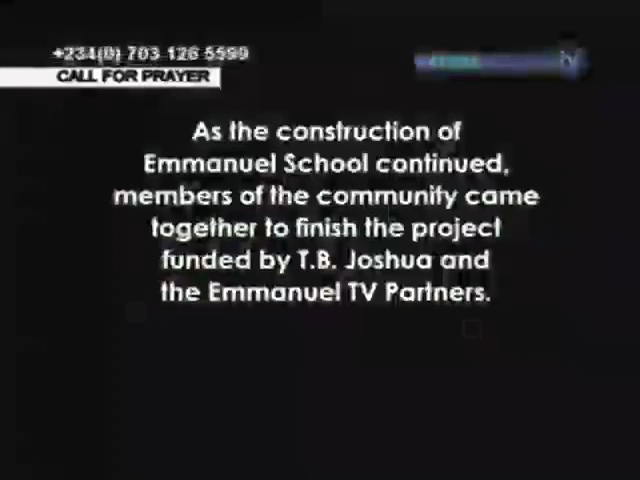 +234(0) 703 126 5599
CALL FOR PRAYER
TV
As the construction of
Emmanuel School continued,
members of the community came
together to finish the project
funded by T.B. Joshua and
the Emmanuel TV Partners.